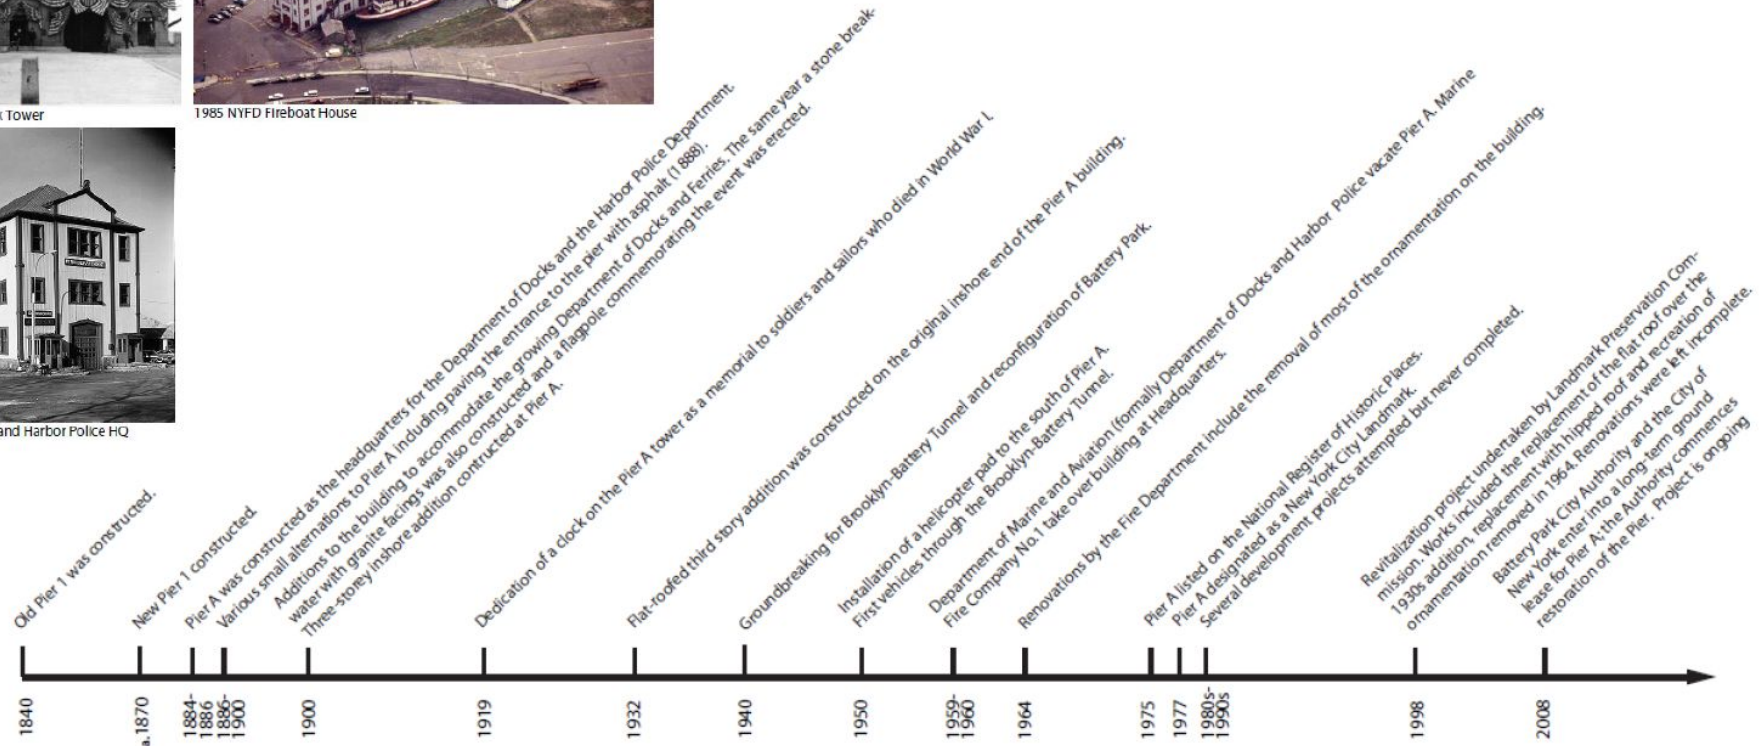 Tower
1985 NYFD Fireboat House
and Harbor Police HQ
Old Pier 1 was constructed.
New Pier 1 constructed.
Pier A was constructed as the headquarters for the Department of Docks and the Harbor Police Department.
Various small alternations to Pier A including paving the entrance to the pier with asphalt (1888).
Additions to the building to accommodate the growing Department of Docks and Ferries. The same year a stone break-
water with granite facings was also constructed and a flagpole commemorating the event was erected.
Three-storey inshore addition constructed at Pier A.
Dedication of a clock on the Pier A tower as a memorial to soldiers and sailors who died in World War I.
Flat-roofed third story addition was constructed on the original inshore end of the Pier A building.
Groundbreaking for Brooklyn-Battery Tunnel and reconfiguration of Battery Park.
Installation of a helicopter pad to the south of Pier A.
First vehicles through the Brooklyn-Battery Tunnel.
Department of Marine and Aviation (formally Department of Docks and Harbor Police vacate Pier A. Marine
Fire Company No.1 take over building at Headquarters.
Renovations by the Fire Department include the removal of most of the ornamentation on the building.
Pier A listed on the National Register of Historic Places.
Pier A designated as a New York City Landmark.
Several development projects attempted but never completed.
Revitalization project undertaken by Landmark Preservation Com-
mission. Works included the replacement of the flat roof over the
1930s addition, replacement with hipped roof and recreation of
ornamentation removed in 1964. Renovations were left incomplete.
Battery Park City Authority and the City of
New York enter into a long-term ground
lease for Pier A; the Authority commences
restoration of the Pier. Project is ongoing
1840
a. 1870
1884-
1886
1886-
1900
1900
1919
1932
1940
1950
1959-
1960
1964
1975
1977
1980s-
1990s
1998
2008